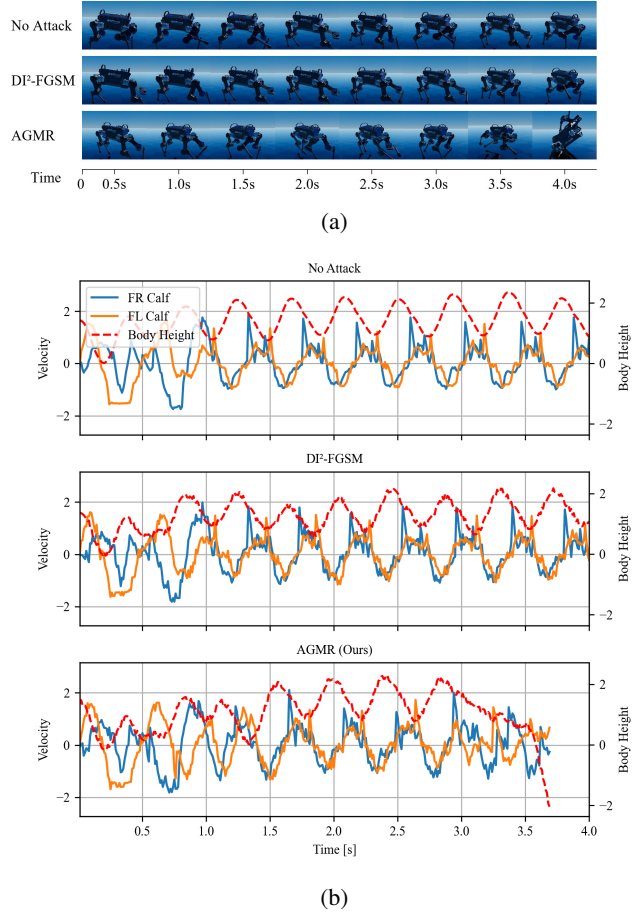 No Attack
DI²-FGSM
AGMR
Time
0 0.5s 1.0s 1.5s 2.0s 2.5s 3.0s 3.5s 4.0s
(a)
No Attack
FR Calf
FL Calf
Body Height
2
0
−2
Velocity
2
0
−2
Body Height
DI²-FGSM
2
0
−2
Velocity
2
0
−2
Body Height
AGMR (Ours)
2
0
−2
Velocity
2
0
−2
Body Height
0.5 1.0 1.5 2.0 2.5 3.0 3.5 4.0
Time [s]
(b)